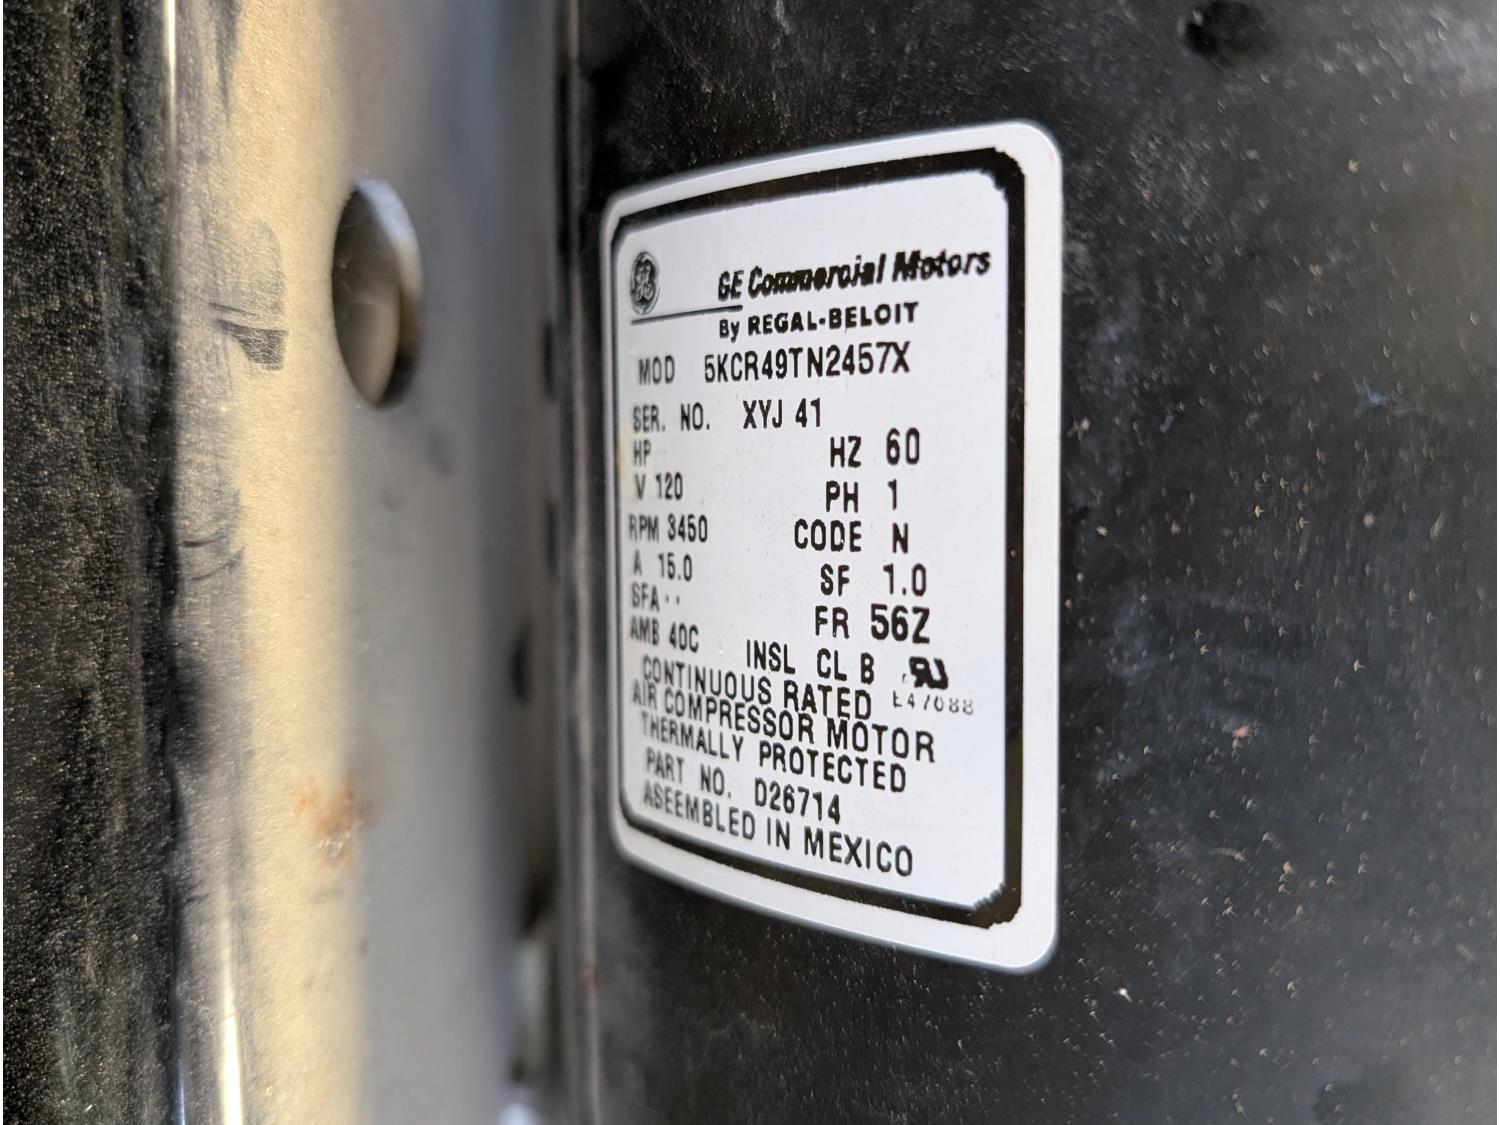 GE Commercial Motors
By REGAL-BELOIT
MOD 5KCR49TN2457X
SER. NO. XYJ 41
HP HZ 60
V 120 PH 1
RPM 3450 CODE N
A 15.0 SF 1.0
SFA -- FR 56Z
AMB 40C INSL CL B
CONTINUOUS RATED E47088
AIR COMPRESSOR MOTOR
THERMALLY PROTECTED
PART NO. D26714
ASEEMBLED IN MEXICO